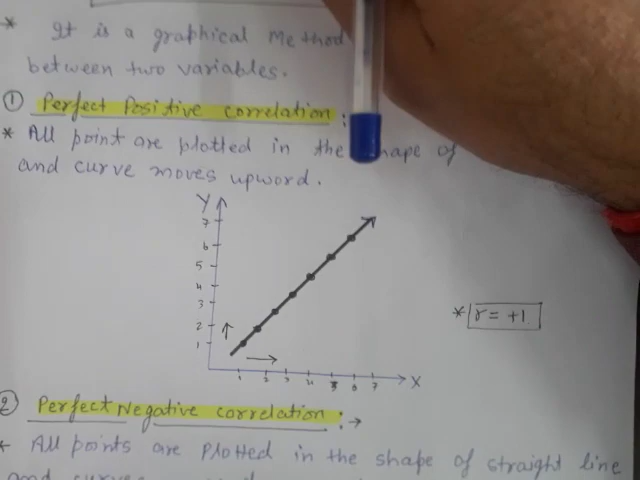 * It is a graphical Method
between two variables.
① Perfect Positive correlation:
* All point are plotted in the shape of
and curve moves upword.
Y
7
6
5
4
3
2
1
1 2 3 4 5 6 7 X
* r = +1
② Perfect Negative correlation :→
* All points are Plotted in the shape of straight line
and curve